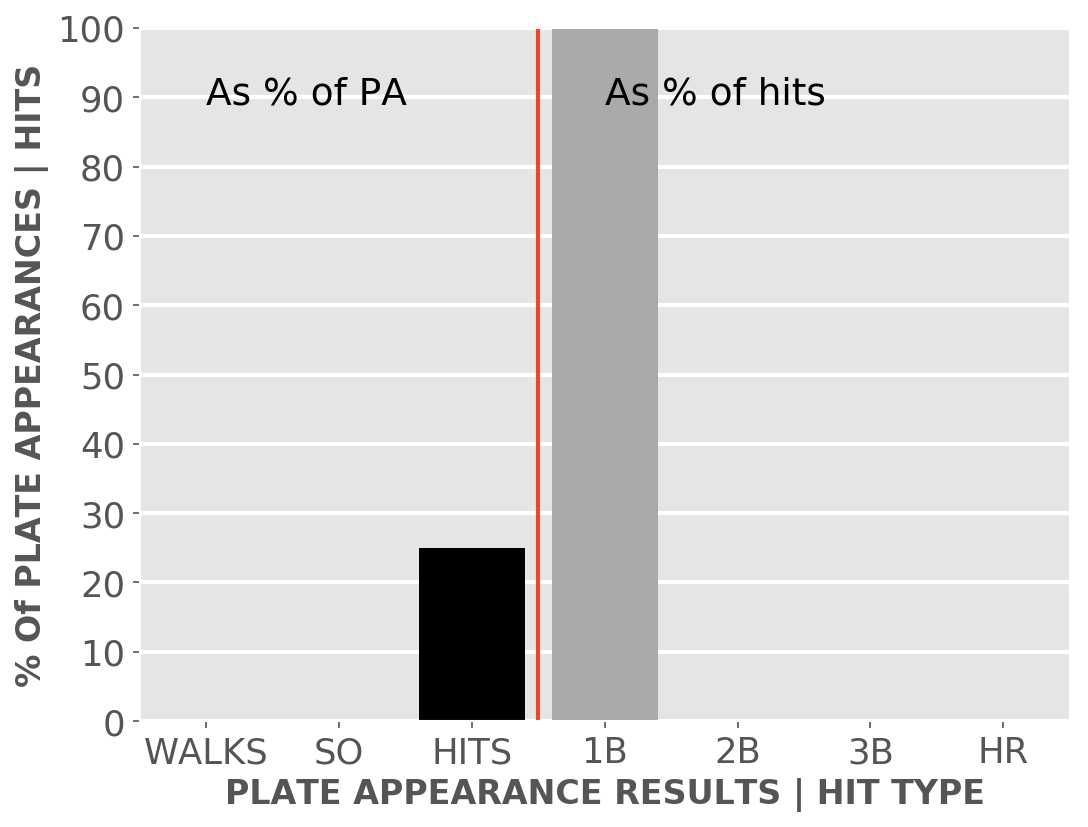 % Of PLATE APPEARANCES | HITS
100
90
80
70
60
50
40
30
20
10
0
As % of PA
As % of hits
WALKS SO HITS 1B 2B 3B HR
PLATE APPEARANCE RESULTS | HIT TYPE